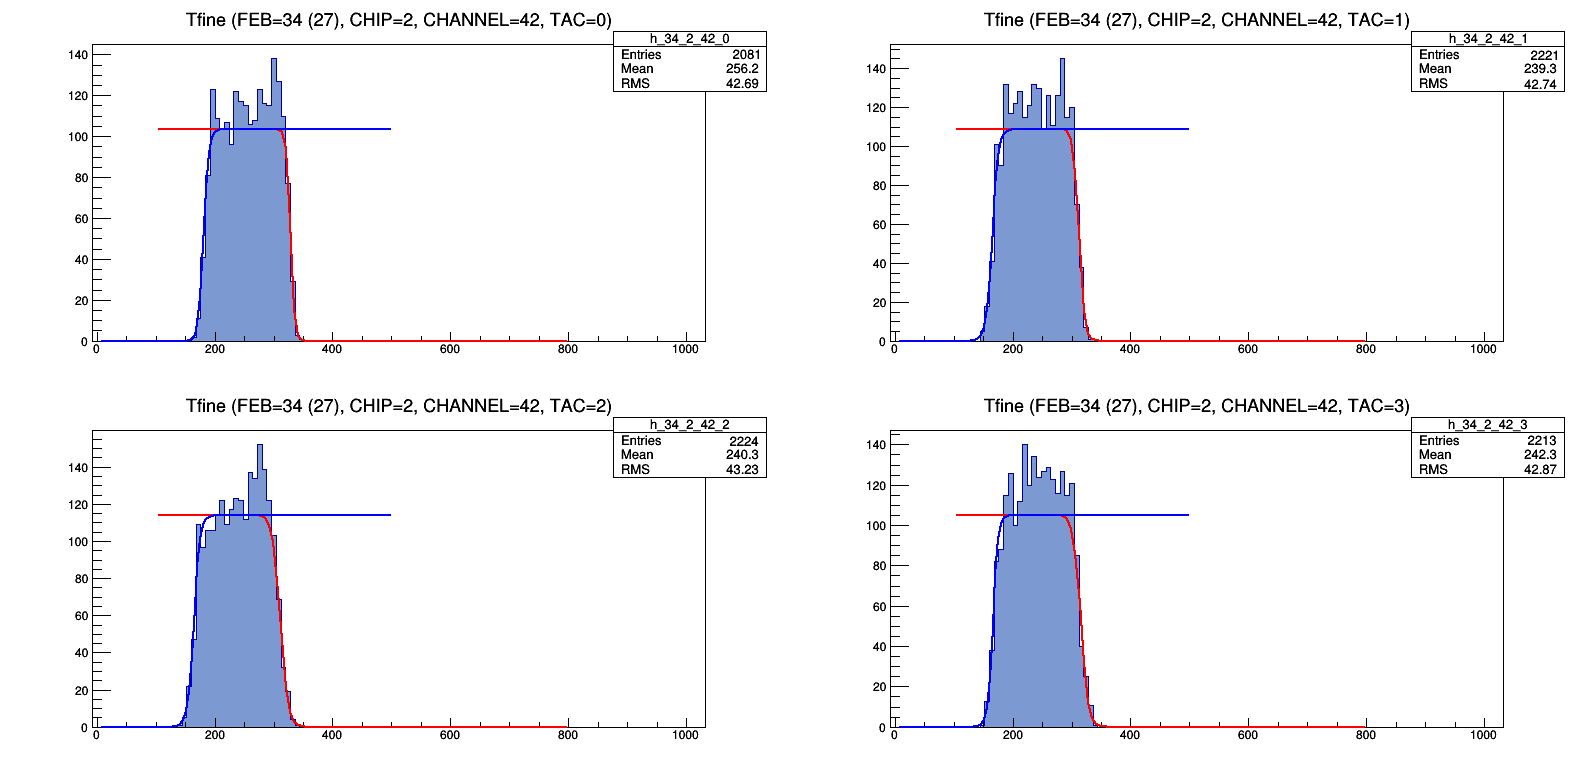 Tfine (FEB=34 (27), CHIP=2, CHANNEL=42, TAC=0)
h_34_2_42_0
Entries 2081
Mean 256.2
RMS 42.69
140
120
100
80
60
40
20
0
0 200 400 600 800 1000
Tfine (FEB=34 (27), CHIP=2, CHANNEL=42, TAC=1)
h_34_2_42_1
Entries 2221
Mean 239.3
RMS 42.74
140
120
100
80
60
40
20
0
0 200 400 600 800 1000
Tfine (FEB=34 (27), CHIP=2, CHANNEL=42, TAC=2)
h_34_2_42_2
Entries 2224
Mean 240.3
RMS 43.23
140
120
100
80
60
40
20
0
0 200 400 600 800 1000
Tfine (FEB=34 (27), CHIP=2, CHANNEL=42, TAC=3)
h_34_2_42_3
Entries 2213
Mean 242.3
RMS 42.87
140
120
100
80
60
40
20
0
0 200 400 600 800 1000